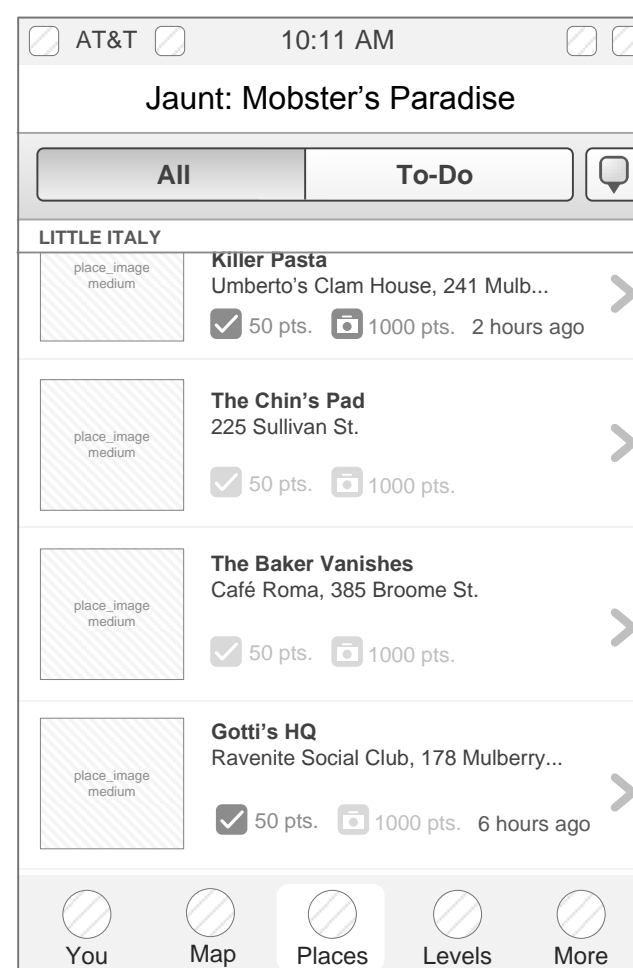 AT&T 10:11 AM
Jaunt: Mobster's Paradise
All To-Do
LITTLE ITALY
place_image
medium
Killer Pasta
Umberto's Clam House, 241 Mulb...
50 pts. 1000 pts. 2 hours ago
place_image
medium
The Chin's Pad
225 Sullivan St.
50 pts. 1000 pts.
place_image
medium
The Baker Vanishes
Café Roma, 385 Broome St.
50 pts. 1000 pts.
place_image
medium
Gotti's HQ
Ravenite Social Club, 178 Mulberry...
50 pts. 1000 pts. 6 hours ago
You Map Places Levels More